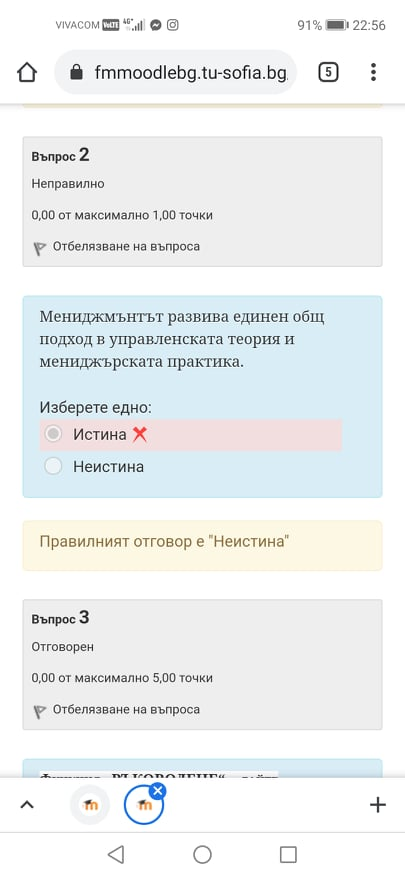 VIVACOM VoLTE 4G+ 91% 22:56
fmmoodlebg.tu-sofia.bg 5
Въпрос 2
Неправилно
0,00 от максимално 1,00 точки
Отбелязване на въпроса
Мениджмънтът развива единен общ
подход в управленската теория и
мениджърската практика.
Изберете едно:
Истина
Неистина
Правилният отговор е "Неистина"
Въпрос 3
Отговорен
0,00 от максимално 5,00 точки
Отбелязване на въпроса